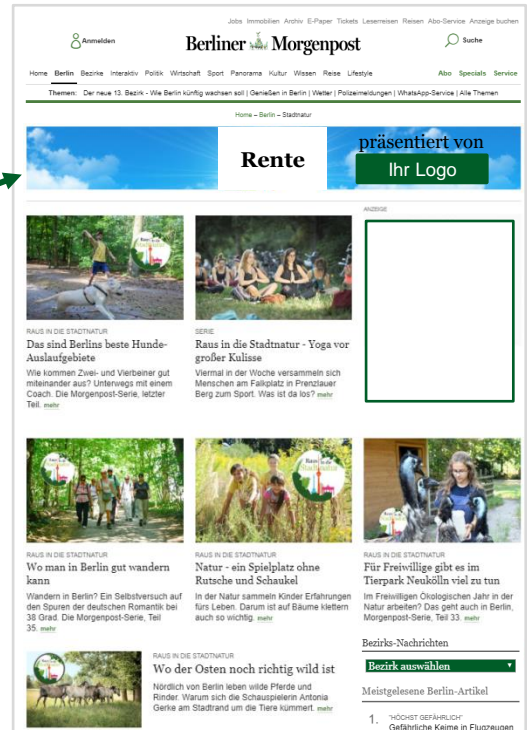 Jobs Immobilien Archiv E-Paper Tickets Leserreisen Reisen Abo-Service Anzeige buchen
Anmelden
Berliner Morgenpost
Suche
Home Berlin Bezirke Interaktiv Politik Wirtschaft Sport Panorama Kultur Wissen Reise Lifestyle
Abo Specials Service
Themen: Der neue 13. Bezirk - Wie Berlin künftig wachsen soll | Genießen in Berlin | Wetter | Polizeimeldungen | WhatsApp-Service | Alle Themen
Home – Berlin – Stadtnatur
Rente
präsentiert von
Ihr Logo
ANZEIGE
RAUS IN DIE STADTNATUR
Das sind Berlins beste Hunde-
Auslaufgebiete
Wie kommen Zwei- und Vierbeiner gut
miteinander aus? Unterwegs mit einem
Coach. Die Morgenpost-Serie, letzter
Teil. mehr
SERIE
Raus in die Stadtnatur - Yoga vor
großer Kulisse
Viermal in der Woche versammeln sich
Menschen am Falkplatz in Prenzlauer
Berg zum Sport. Was ist da los? mehr
RAUS IN DIE STADTNATUR
Wo man in Berlin gut wandern
kann
Wandern in Berlin? Ein Selbstversuch auf
den Spuren der deutschen Romantik bei
38 Grad. Die Morgenpost-Serie, Teil
35. mehr
RAUS IN DIE STADTNATUR
Natur - ein Spielplatz ohne
Rutsche und Schaukel
In der Natur sammeln Kinder Erfahrungen
fürs Leben. Darum ist auf Bäume klettern
auch so wichtig. mehr
RAUS IN DIE STADTNATUR
Für Freiwillige gibt es im
Tierpark Neukölln viel zu tun
Im Freiwilligen Ökologischen Jahr in der
Natur arbeiten? Das geht auch in Berlin,
Morgenpost-Serie, Teil 33. mehr
RAUS IN DIE STADTNATUR
Wo der Osten noch richtig wild ist
Nördlich von Berlin leben wilde Pferde und
Rinder. Warum sich die Schauspielerin Antonia
Gerke am Stadtrand um die Tiere kümmert. mehr
Bezirks-Nachrichten
Bezirk auswählen
Meistgelesene Berlin-Artikel
1. "HÖCHST GEFÄHRLICH"
Gefährliche Keime in Flugzeugen